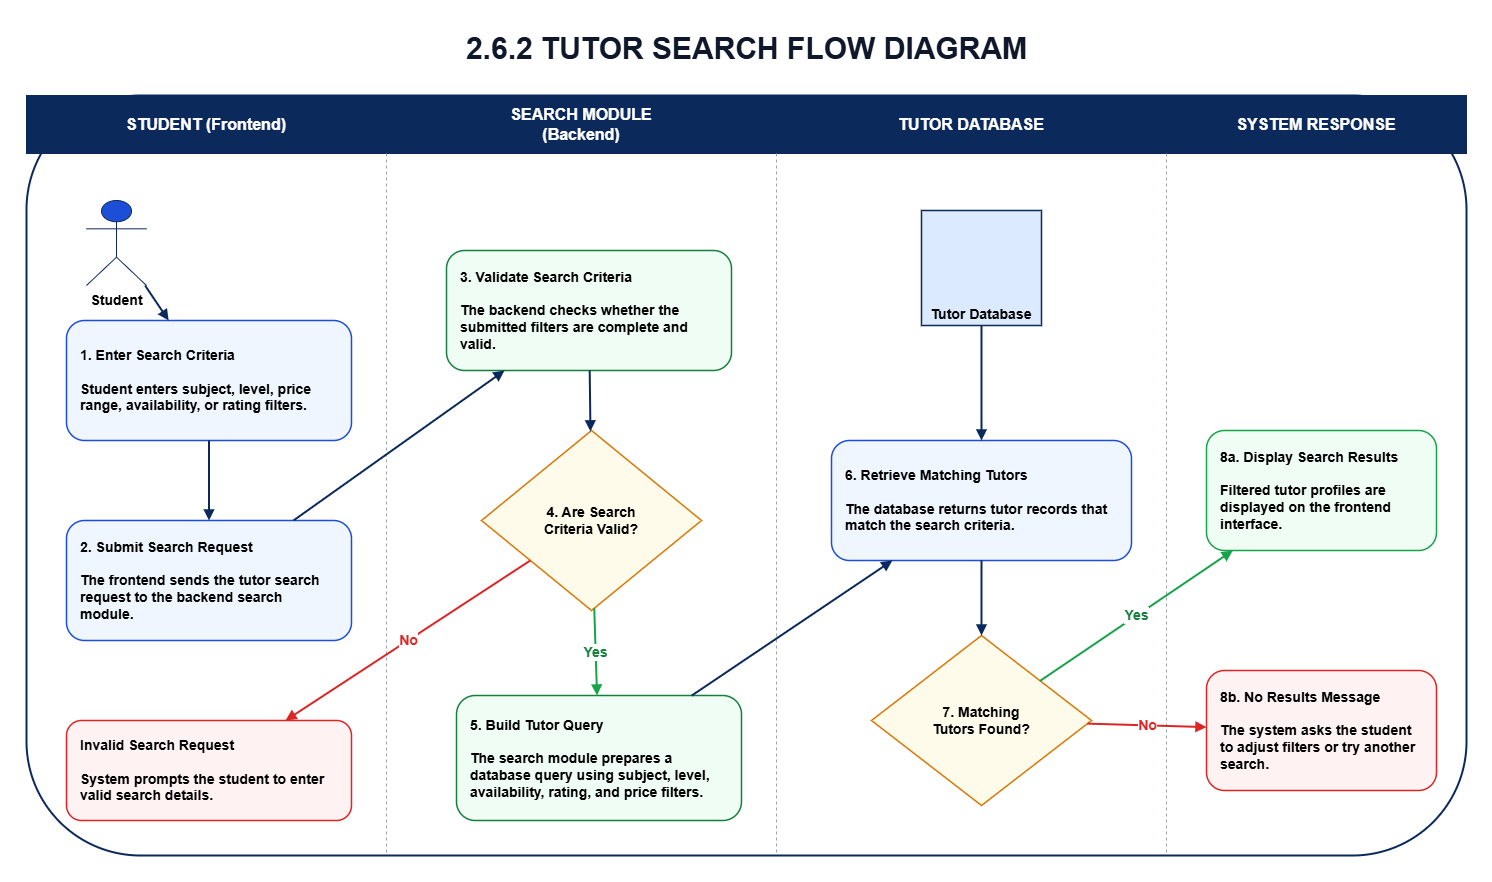 2.6.2 TUTOR SEARCH FLOW DIAGRAM
STUDENT (Frontend)
SEARCH MODULE
(Backend)
TUTOR DATABASE
SYSTEM RESPONSE
Student
1. Enter Search Criteria
Student enters subject, level, price
range, availability, or rating filters.
2. Submit Search Request
The frontend sends the tutor search
request to the backend search
module.
No
Invalid Search Request
System prompts the student to enter
valid search details.
3. Validate Search Criteria
The backend checks whether the
submitted filters are complete and
valid.
4. Are Search
Criteria Valid?
Yes
5. Build Tutor Query
The search module prepares a
database query using subject, level,
availability, rating, and price filters.
Tutor Database
6. Retrieve Matching Tutors
The database returns tutor records that
match the search criteria.
7. Matching
Tutors Found?
Yes
No
8a. Display Search Results
Filtered tutor profiles are
displayed on the frontend
interface.
8b. No Results Message
The system asks the student
to adjust filters or try another
search.